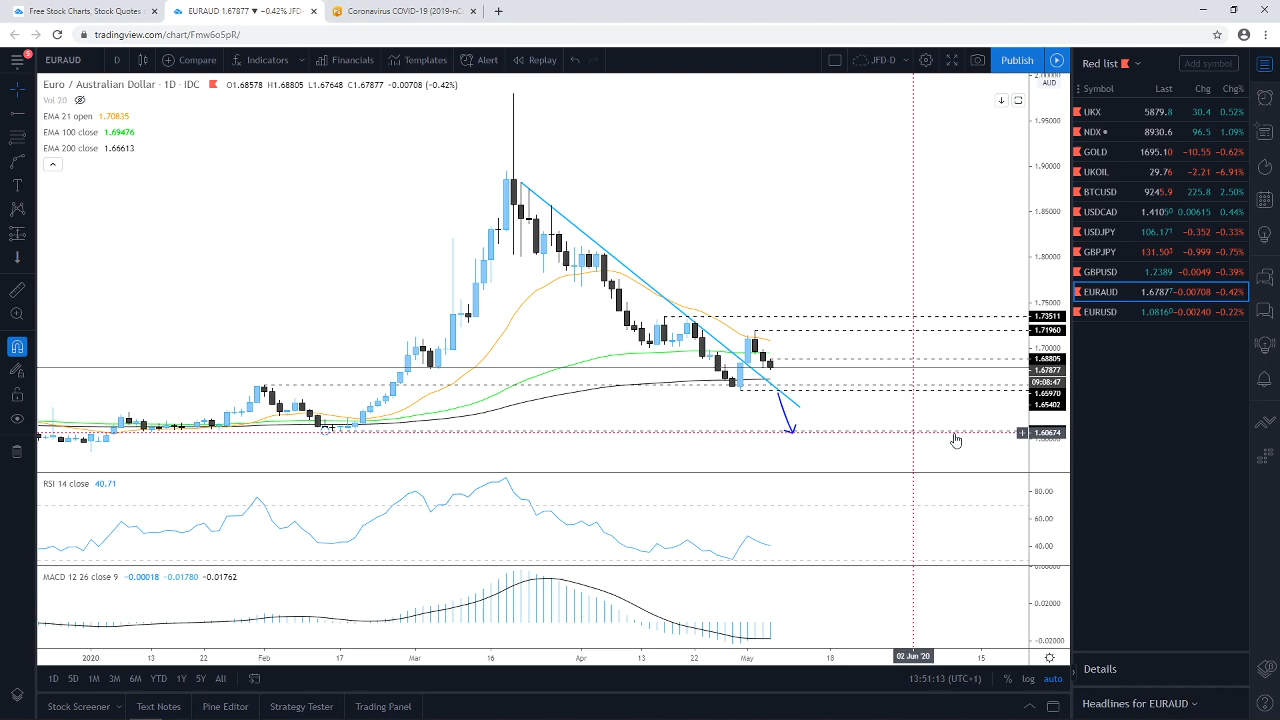 Free Stock Charts, Stock Quotes
EURAUD 1.67877 ▼ −0.42% JFD-
Coronavirus COVID-19 (2019-nC
tradingview.com/chart/Fmw6o5pR/
EURAUD D Compare Indicators Financials Templates Alert Replay JFD-D Publish
Red list Add symbol
Euro / Australian Dollar · 1D · IDC O1.68578 H1.68805 L1.67648 C1.67877 −0.00708 (−0.42%)
Vol 20
EMA 21 open 1.70835
EMA 100 close 1.69476
EMA 200 close 1.66613
2.00000
AUD
1.95000
1.90000
1.85000
1.80000
1.75000
1.73511
1.71960
1.70000
1.68805
1.67877
09:08:47
1.65970
1.65402
1.60674
Symbol Last Chg Chg%
UKX 5879.8 30.4 0.52%
NDX 8930.6 96.5 1.09%
GOLD 1695.10 −10.55 −0.62%
UKOIL 29.76 −2.21 −6.91%
BTCUSD 9245.9 225.8 2.50%
USDCAD 1.41050 0.00615 0.44%
USDJPY 106.171 −0.352 −0.33%
GBPJPY 131.503 −0.999 −0.75%
GBPUSD 1.2389 −0.0049 −0.39%
EURAUD 1.67877 −0.00708 −0.42%
EURUSD 1.08160 −0.00240 −0.22%
RSI 14 close 40.71
80.00
60.00
40.00
MACD 12 26 close 9 −0.00018 −0.01780 −0.01762
0.02000
−0.02000
2020 13 22 Feb 17 Mar 16 Apr 13 22 May 18 02 Jun '20 15
1D 5D 1M 3M 6M YTD 1Y 5Y All 13:51:13 (UTC+1) % log auto
Stock Screener Text Notes Pine Editor Strategy Tester Trading Panel
Details
Headlines for EURAUD